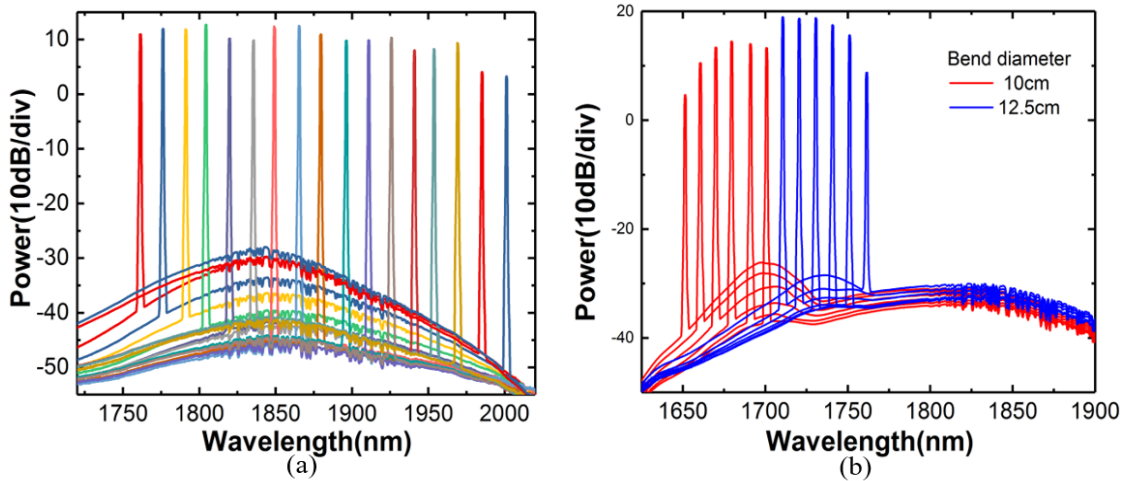 Power(10dB/div)
10
0
-10
-20
-30
-40
-50
1750
1800
1850
1900
1950
2000
Wavelength(nm)
(a)
Power(10dB/div)
20
0
-20
-40
Bend diameter
10cm
12.5cm
1650
1700
1750
1800
1850
1900
Wavelength(nm)
(b)